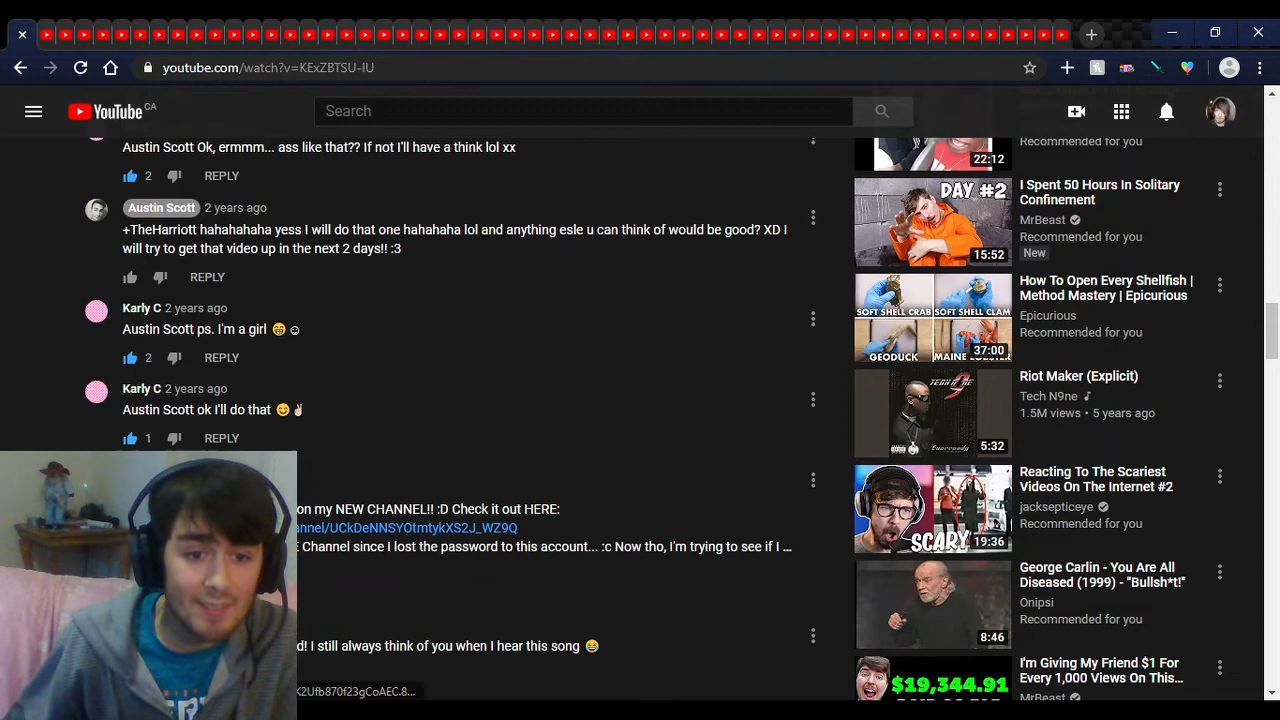 youtube.com/watch?v=KExZBTSU-IU
YouTube CA
Search
Austin Scott Ok, ermmm... ass like that?? If not I'll have a think lol xx
2 REPLY
Austin Scott 2 years ago
+TheHarriott hahahahaha yess I will do that one hahahaha lol and anything esle u can think of would be good? XD I
will try to get that video up in the next 2 days!! :3
REPLY
Karly C 2 years ago
Austin Scott ps. I'm a girl 😁☺
2 REPLY
Karly C 2 years ago
Austin Scott ok I'll do that 😊✌
1 REPLY
on my NEW CHANNEL!! :D Check it out HERE:
annel/UCkDeNNSYOtmtykXS2J_WZ9Q
E Channel since I lost the password to this account... :c Now tho, I'm trying to see if I ...
d! I still always think of you when I hear this song 😂
K2Ufb870f23gCoAEC.8...
Recommended for you
22:12
DAY #2
15:52
I Spent 50 Hours In Solitary
Confinement
MrBeast
Recommended for you
New
SOFT SHELL CRAB
SOFT SHELL CLAM
GEODUCK
MAINE LOBSTER
37:00
How To Open Every Shellfish |
Method Mastery | Epicurious
Epicurious
Recommended for you
TECH N9NE
Everready
5:32
Riot Maker (Explicit)
Tech N9ne
1.5M views • 5 years ago
SCARY
19:36
Reacting To The Scariest
Videos On The Internet #2
jacksepticeye
Recommended for you
8:46
George Carlin - You Are All
Diseased (1999) - "Bullsh*t!"
Onipsi
Recommended for you
$19,344.91
I'm Giving My Friend $1 For
Every 1,000 Views On This...
MrBeast